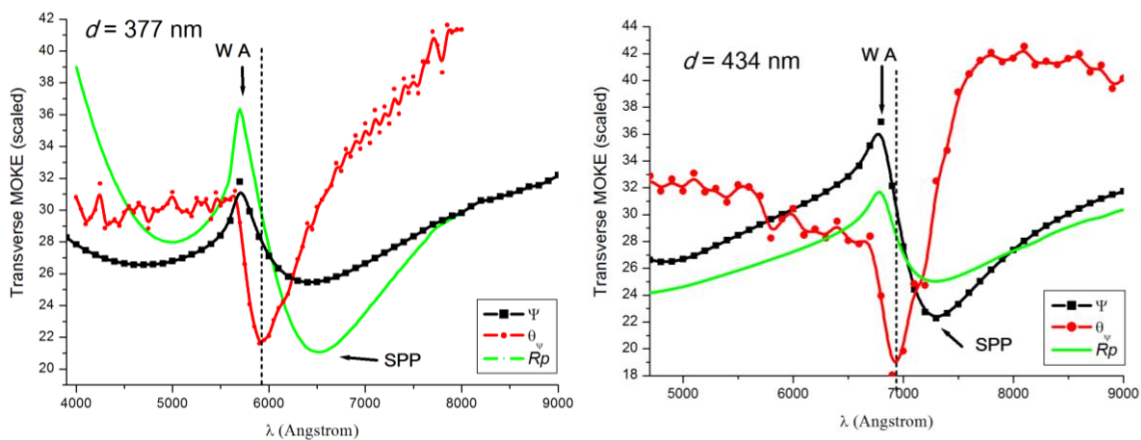 d = 377 nm
W A
SPP
Transverse MOKE (scaled)
42
40
38
36
34
32
30
28
26
24
22
20
4000 5000 6000 7000 8000 9000
λ (Angstrom)
Ψ
θΨ
Rp
d = 434 nm
W A
SPP
Transverse MOKE (scaled)
44
42
40
38
36
34
32
30
28
26
24
22
20
18
5000 6000 7000 8000 9000
λ (Angstrom)
Ψ
θΨ
Rp